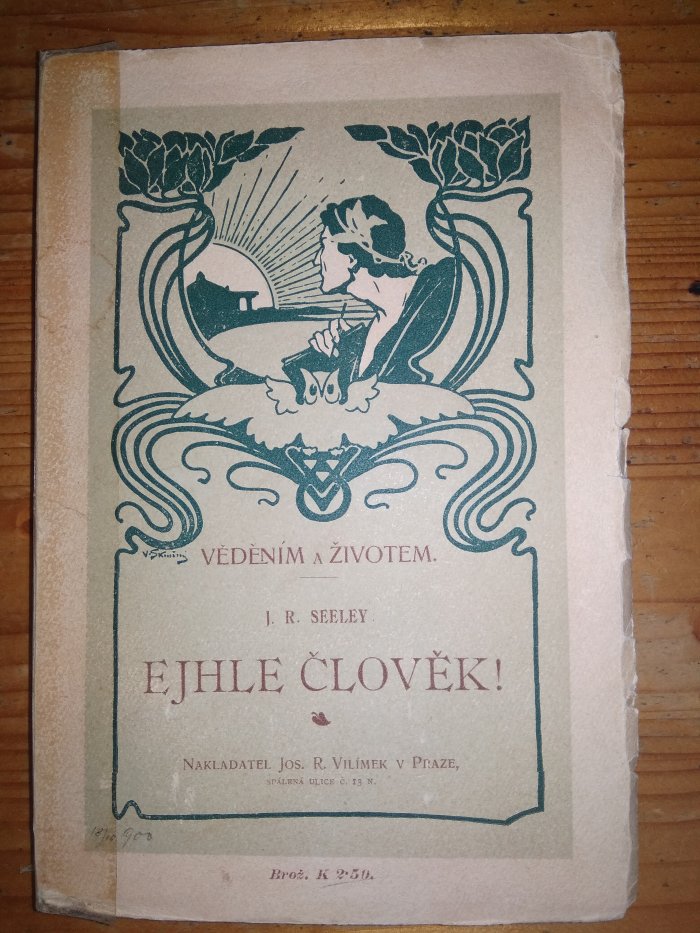 VĚDĚNÍM A ŽIVOTEM.
J. R. SEELEY
EJHLE ČLOVĚK!
NAKLADATEL JOS. R. VILÍMEK V PRAZE,
SPÁLENÁ ULICE Č. 13 N.
Brož. K 2·50.